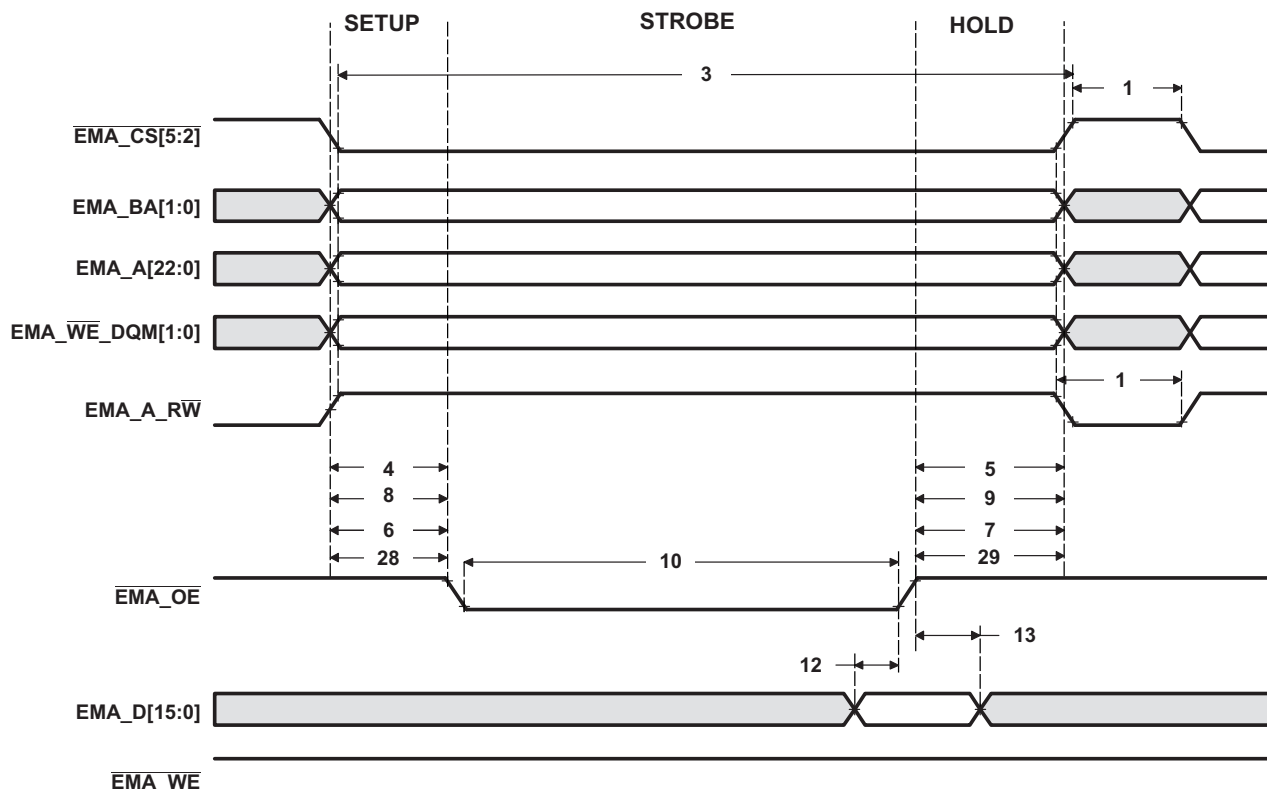 SETUP STROBE HOLD
3
1
EMA_CS[5:2]
EMA_BA[1:0]
EMA_A[22:0]
EMA_WE_DQM[1:0]
1
EMA_A_RW
4 5
8 9
6 7
28 29
10
EMA_OE
13
12
EMA_D[15:0]
EMA_WE